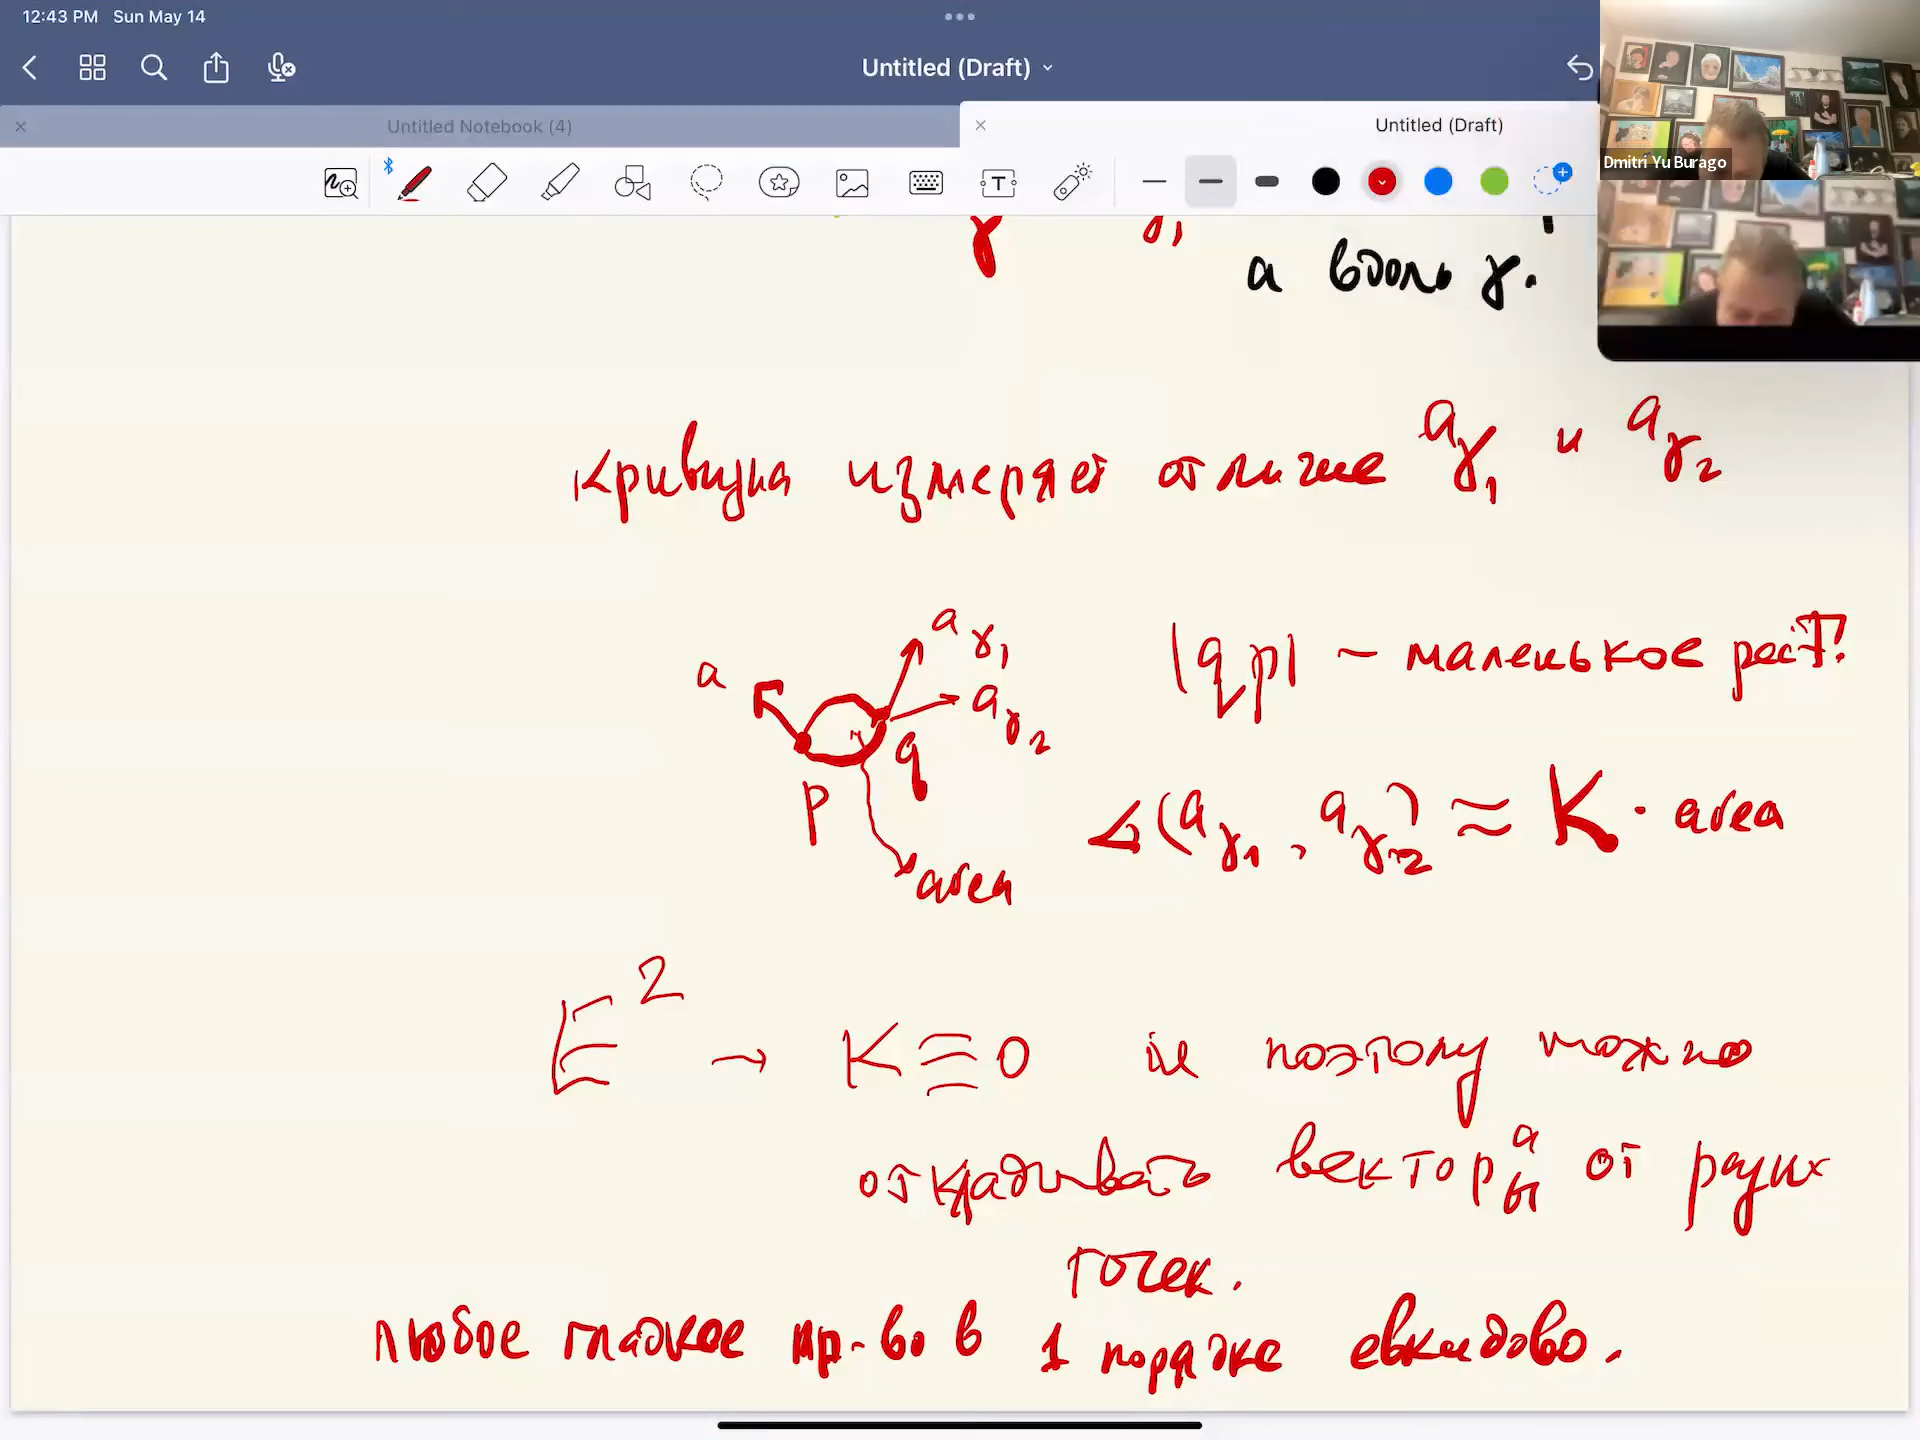 12:43 PM Sun May 14
Untitled (Draft)
Untitled Notebook (4)
Untitled (Draft)
T
Dmitri Yu Burago
γ γ₁
а вдоль γ.
кривизна измеряет отличие a_γ₁ и a_γ₂
a a_γ₁ a_γ₂ p q area
|qp| ~ маленькое раст?
∠(a_γ₁, a_γ₂) ≈ K · area
E² → K ≡ 0 и поэтому можно
откладывать векторы а от разных
точек.
любое гладкое пр-во в 1 порядке евклидово.